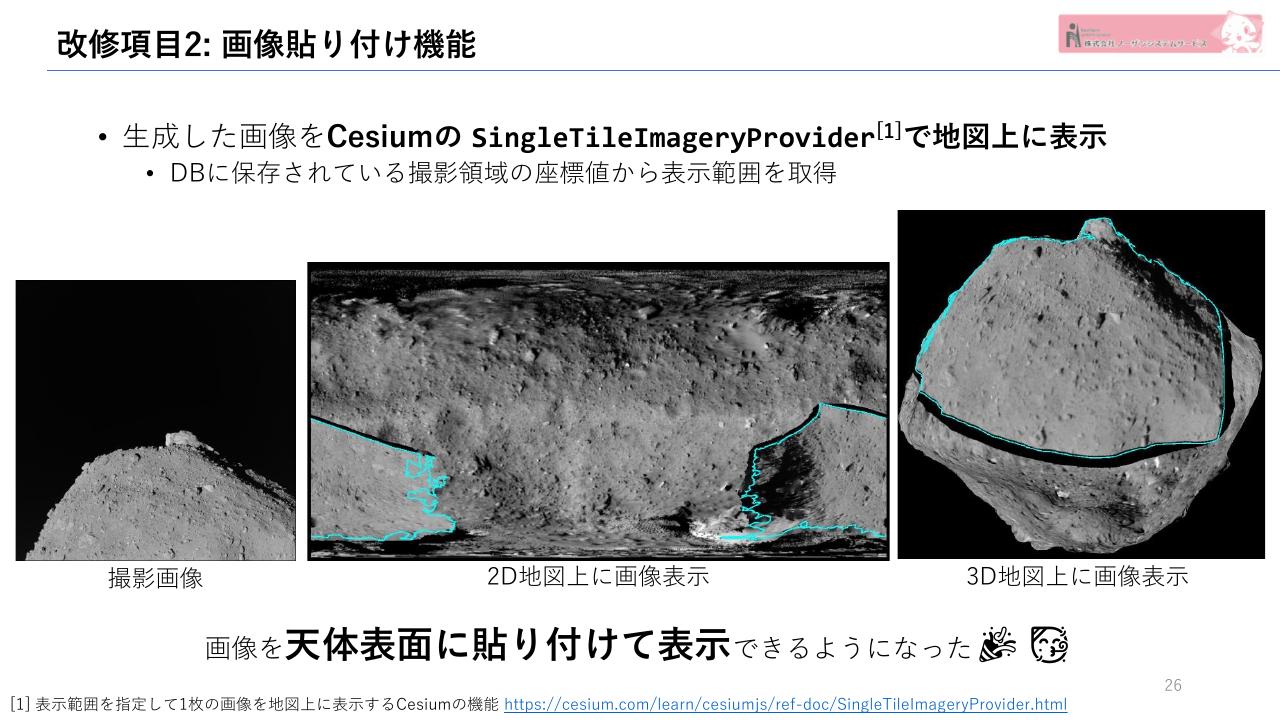 改修項目2: 画像貼り付け機能
株式会社ノーザンシステムサービス
• 生成した画像をCesiumの SingleTileImageryProvider[1]で地図上に表示
• DBに保存されている撮影領域の座標値から表示範囲を取得
撮影画像
2D地図上に画像表示
3D地図上に画像表示
画像を天体表面に貼り付けて表示できるようになった🎉🥳
26
[1] 表示範囲を指定して1枚の画像を地図上に表示するCesiumの機能 https://cesium.com/learn/cesiumjs/ref-doc/SingleTileImageryProvider.html